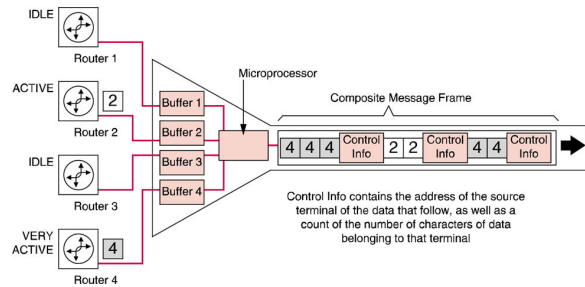 IDLE
Router 1
ACTIVE
2
Router 2
IDLE
Router 3
VERY
ACTIVE
4
Router 4
Buffer 1
Buffer 2
Buffer 3
Buffer 4
Microprocessor
Composite Message Frame
4 4 4 Control Info 2 2 Control Info 4 4 Control Info
Control Info contains the address of the source
terminal of the data that follow, as well as a
count of the number of characters of data
belonging to that terminal